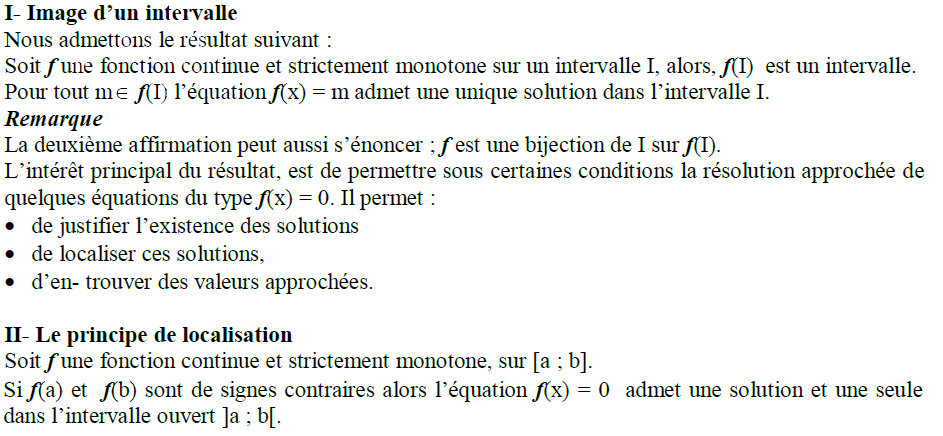 I- Image d’un intervalle
Nous admettons le résultat suivant :
Soit f une fonction continue et strictement monotone sur un intervalle I, alors, f(I) est un intervalle.
Pour tout m∈ f(I) l’équation f(x) = m admet une unique solution dans l’intervalle I.
Remarque
La deuxième affirmation peut aussi s’énoncer ; f est une bijection de I sur f(I).
L’intérêt principal du résultat, est de permettre sous certaines conditions la résolution approchée de
quelques équations du type f(x) = 0. Il permet :
• de justifier l’existence des solutions
• de localiser ces solutions,
• d’en- trouver des valeurs approchées.
II- Le principe de localisation
Soit f une fonction continue et strictement monotone, sur [a ; b].
Si f(a) et f(b) sont de signes contraires alors l’équation f(x) = 0 admet une solution et une seule
dans l’intervalle ouvert ]a ; b[.